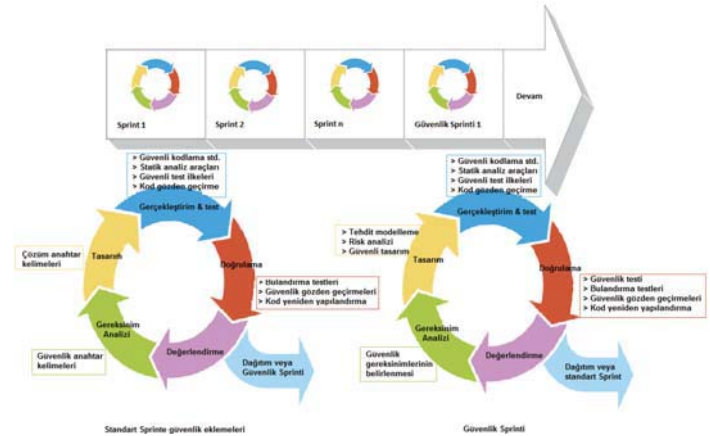 Sprint 1
Sprint 2
Sprint n
Güvenlik Sprinti 1
Devam
> Güvenli kodlama std.
> Statik analiz araçları
> Güvenli test ilkeleri
> Kod gözden geçirme
Gerçekleştirim & test
Tasarım
Çözüm anahtar
kelimeleri
Doğrulama
> Bulandırma testleri
> Güvenlik gözden geçirmeleri
> Kod yeniden yapılandırma
Gereksinim
Analizi
Güvenlik anahtar
kelimeleri
Değerlendirme
Dağıtım veya
Güvenlik Sprinti
Standart Sprinte güvenlik eklemeleri
> Güvenli kodlama std.
> Statik analiz araçları
> Güvenli test ilkeleri
> Kod gözden geçirme
Gerçekleştirim & test
> Tehdit modelleme
> Risk analizi
> Güvenli tasarım
Tasarım
Doğrulama
> Güvenlik testi
> Bulandırma testleri
> Güvenlik gözden geçirmeleri
> Kod yeniden yapılandırma
Gereksinim
Analizi
Güvenlik
gereksinimlerinin
belirlenmesi
Değerlendirme
Dağıtım veya
standart Sprint
Güvenlik Sprinti